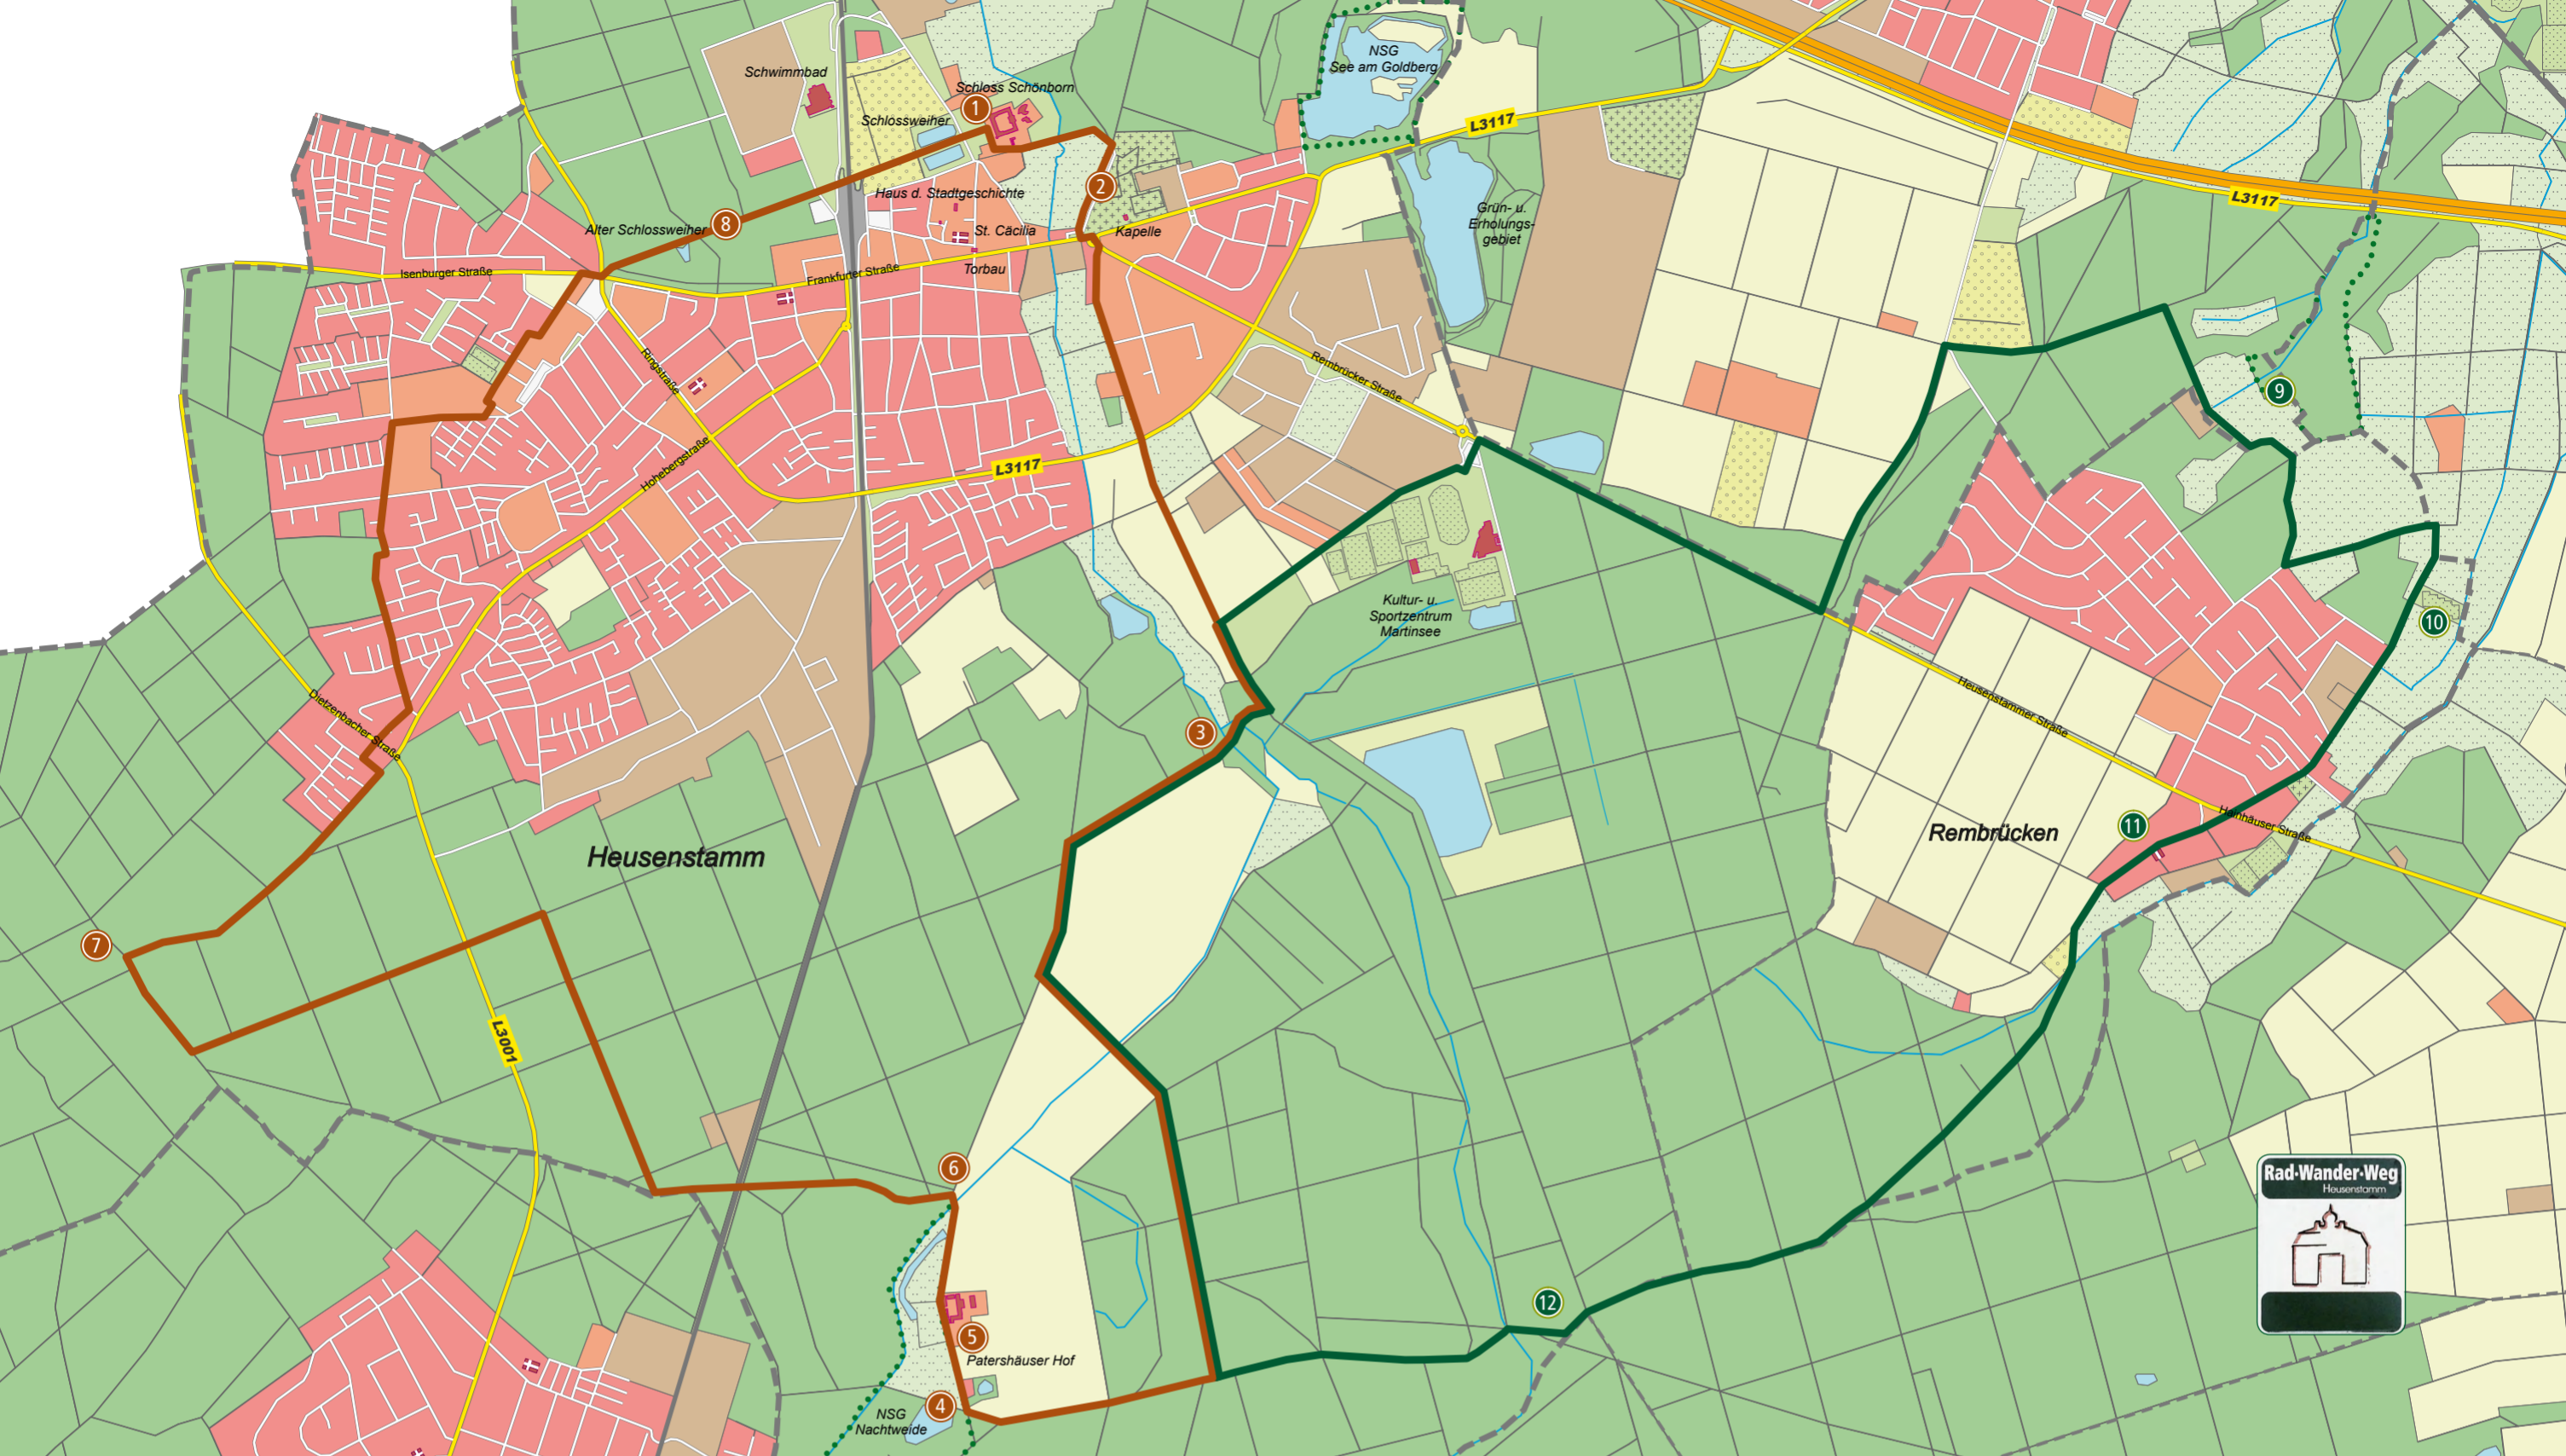 NSG
See am Goldberg
Schwimmbad
Schloss Schönborn
1
Schlossweiher
L3117
2
Haus d. Stadtgeschichte
L3117
Grün- u.
Erholungs-
gebiet
8
Alter Schlossweiher
St. Cäcilia
Kapelle
Torbau
Isenburger Straße
Frankfurter Straße
Ringstraße
Rembrücker Straße
9
Hohebergstraße
L3117
Kultur- u.
Sportzentrum
Martinsee
10
Dietzenbacher Straße
Heusenstammer Straße
3
11
Hainhäuser Straße
Rembrücken
Heusenstamm
7
L3001
6
Rad-Wander-Weg
Heusenstamm
12
5
Patershäuser Hof
4
NSG
Nachtweide